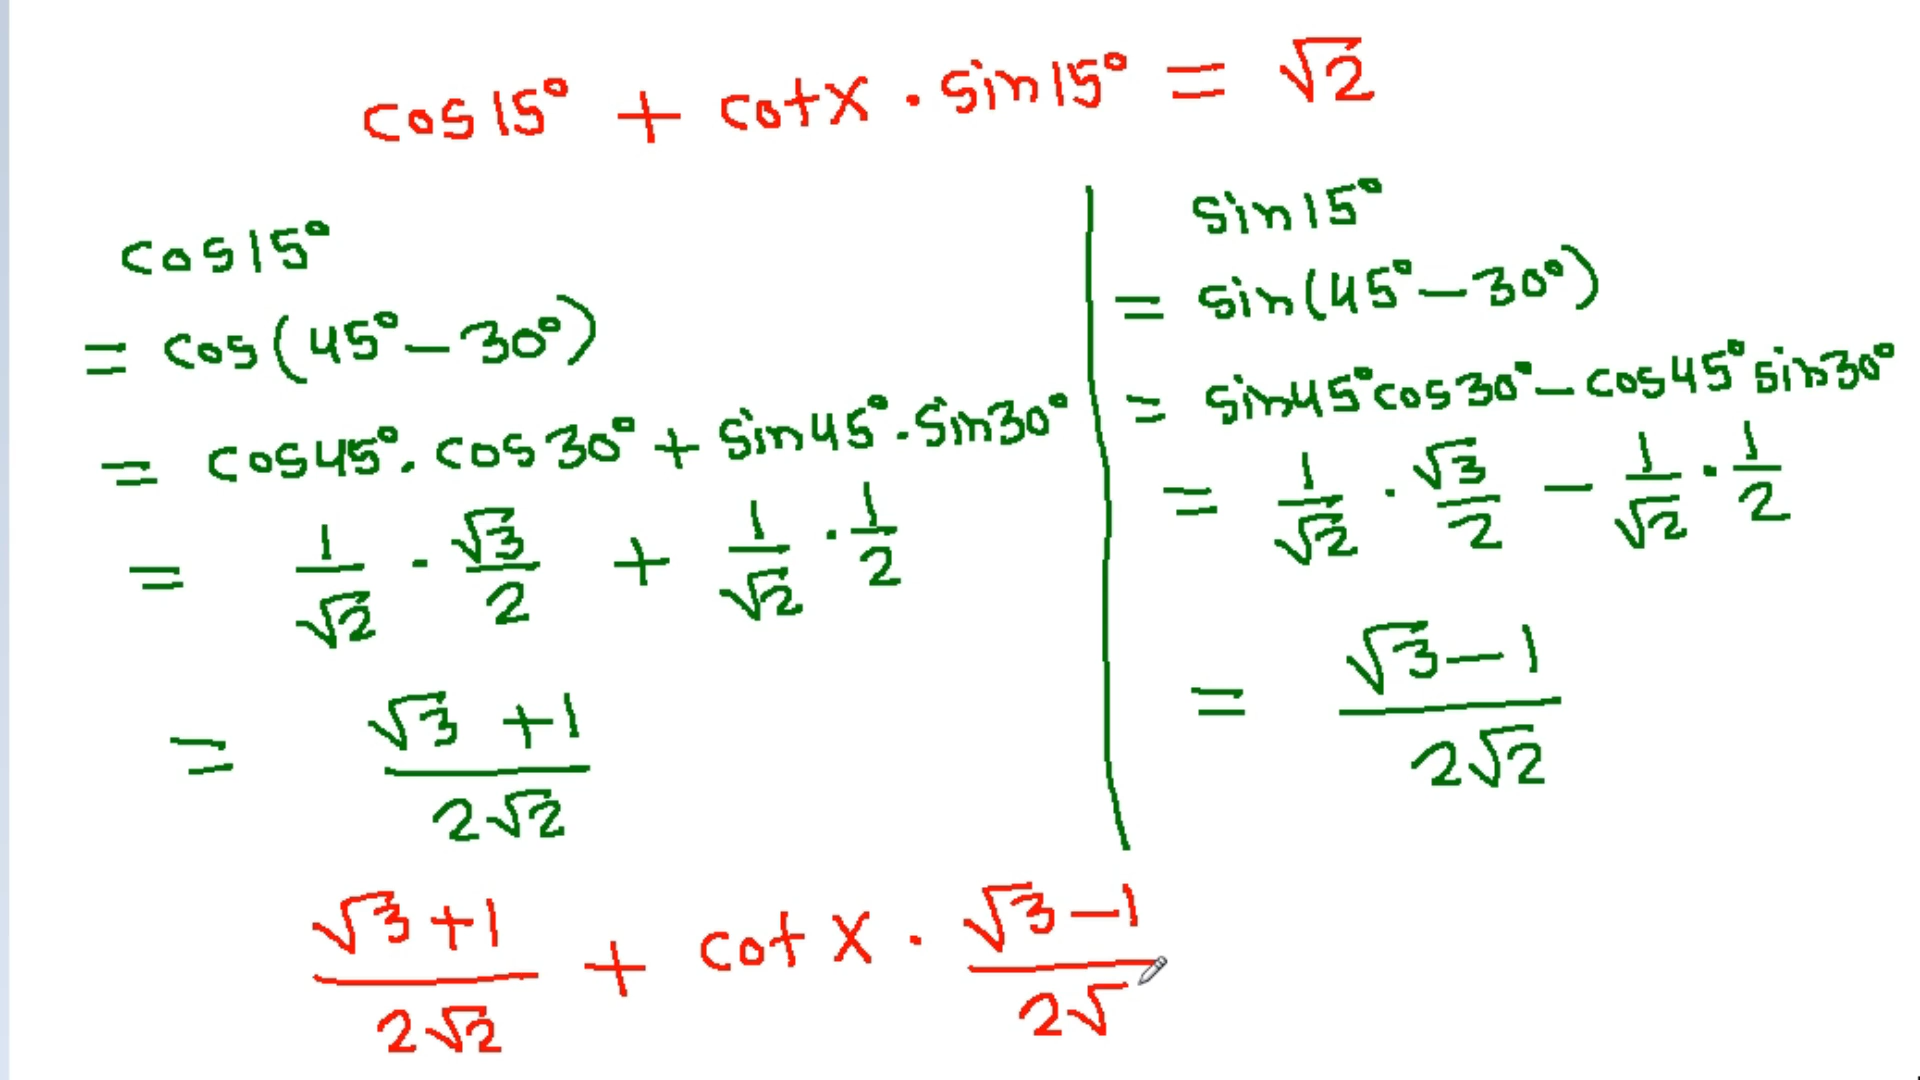 cos15° + cotx · sin15° = √2
cos15°
= cos(45° − 30°)
= cos45° · cos30° + sin45° · sin30°
= 1/√2 · √3/2 + 1/√2 · 1/2
= (√3 + 1)/(2√2)
sin15°
= sin(45° − 30°)
= sin45° cos30° − cos45° sin30°
= 1/√2 · √3/2 − 1/√2 · 1/2
= (√3 − 1)/(2√2)
(√3 + 1)/(2√2) + cot x · (√3 − 1)/(2√